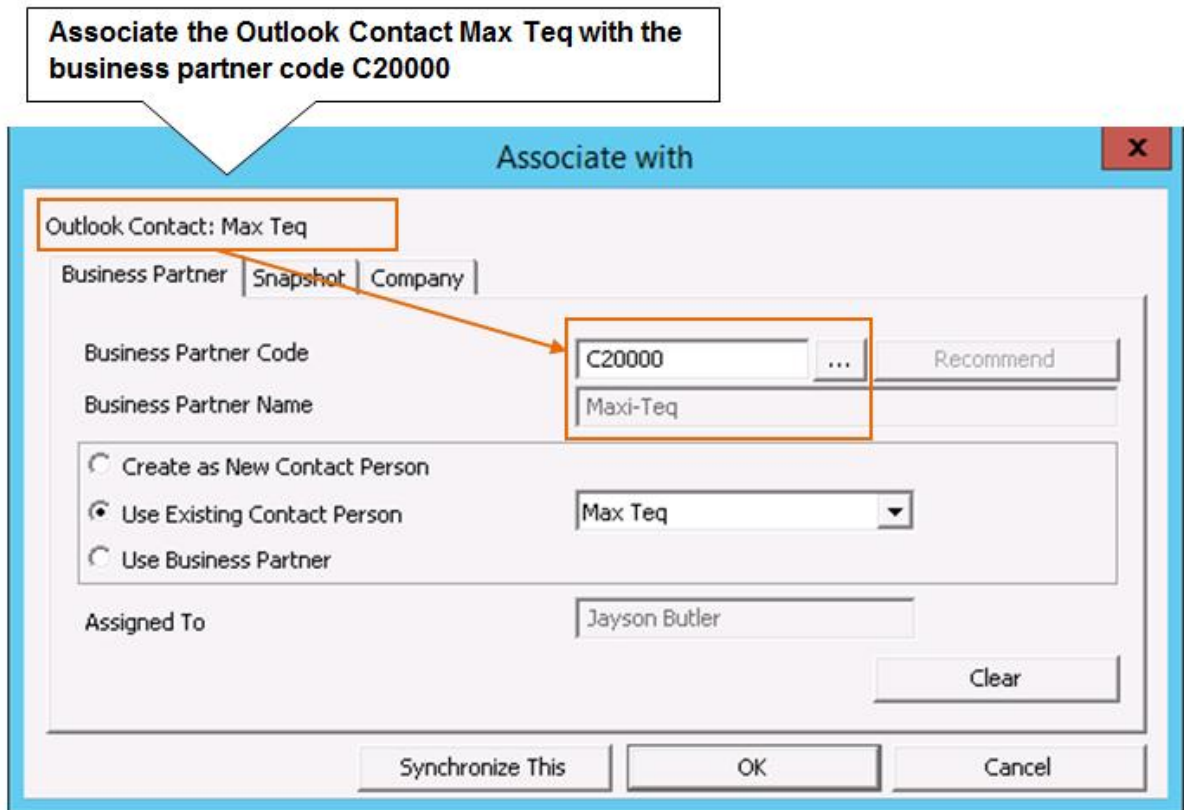 Associate the Outlook Contact Max Teq with the
business partner code C20000
Associate with
x
Outlook Contact: Max Teq
Business Partner Snapshot Company
Business Partner Code C20000 ... Recommend
Business Partner Name Maxi-Teq
Create as New Contact Person
Use Existing Contact Person Max Teq
Use Business Partner
Assigned To Jayson Butler
Clear
Synchronize This OK Cancel